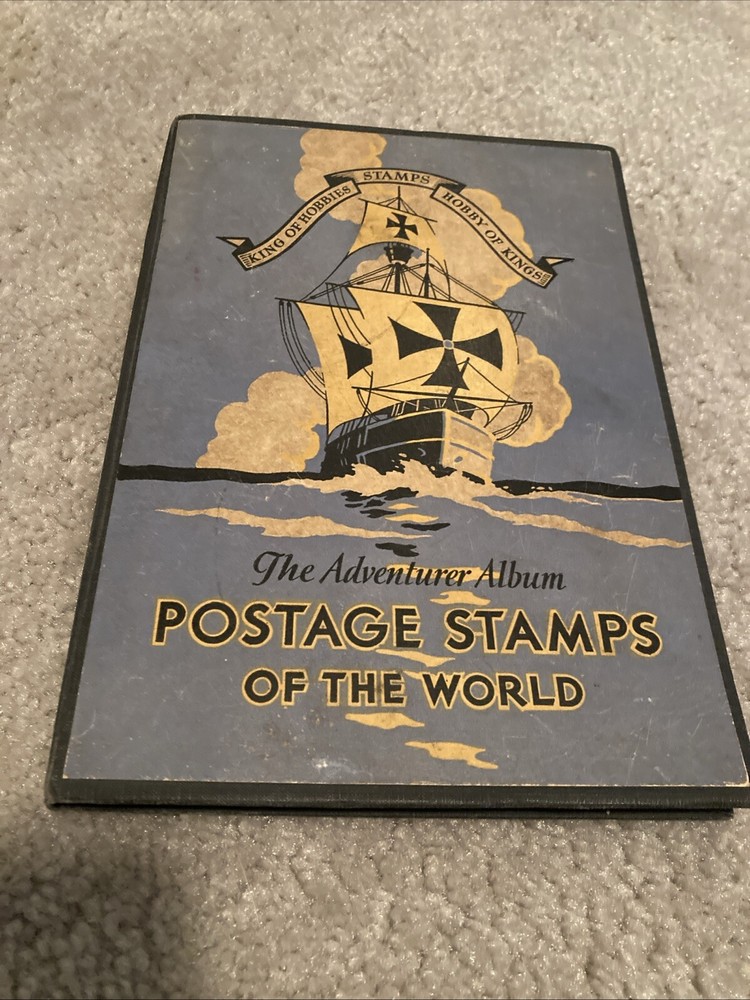 KING OF HOBBIES STAMPS HOBBY OF KINGS
The Adventurer Album
POSTAGE STAMPS
OF THE WORLD